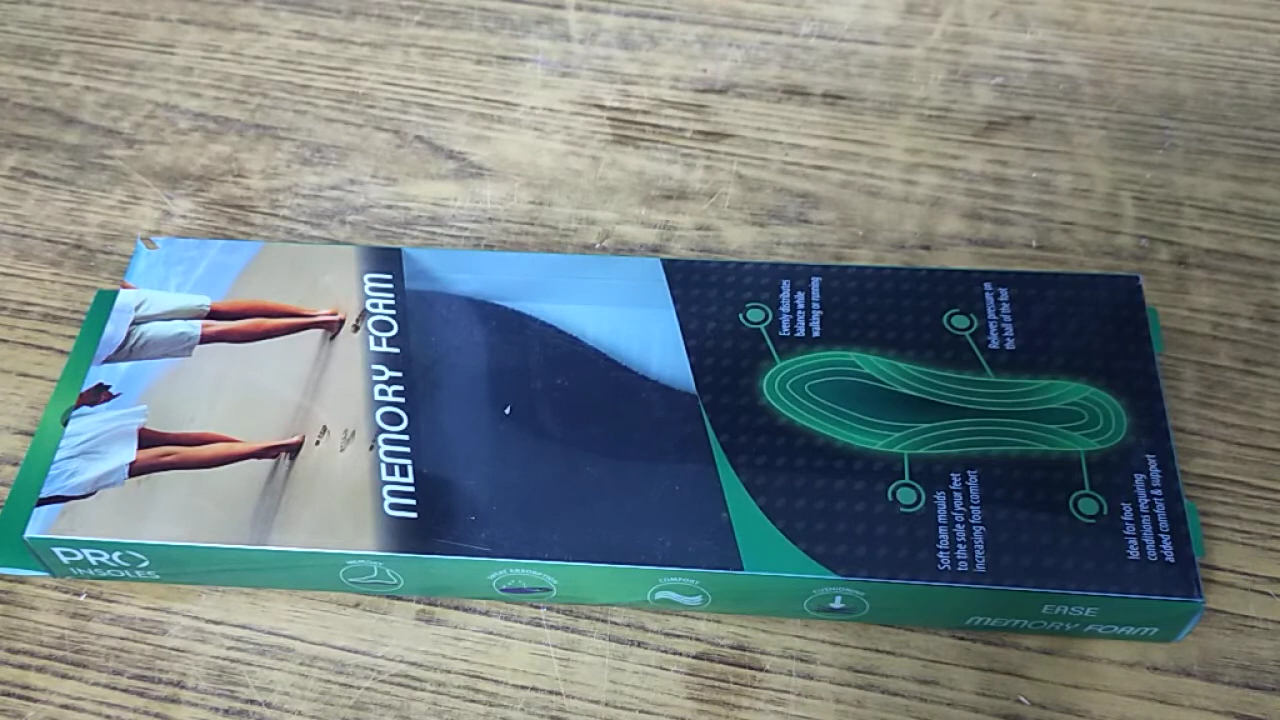 MEMORY FOAM
Evenly distributes
balance while
walking or running
Relieves pressure on
the ball of the foot
Soft foam moulds
to the sole of your feet
increasing foot comfort
Ideal for foot
conditions requiring
added comfort & support
PRO
INSOLES
MEMORY
COMFORT
CUSHIONING
EASE
MEMORY FOAM